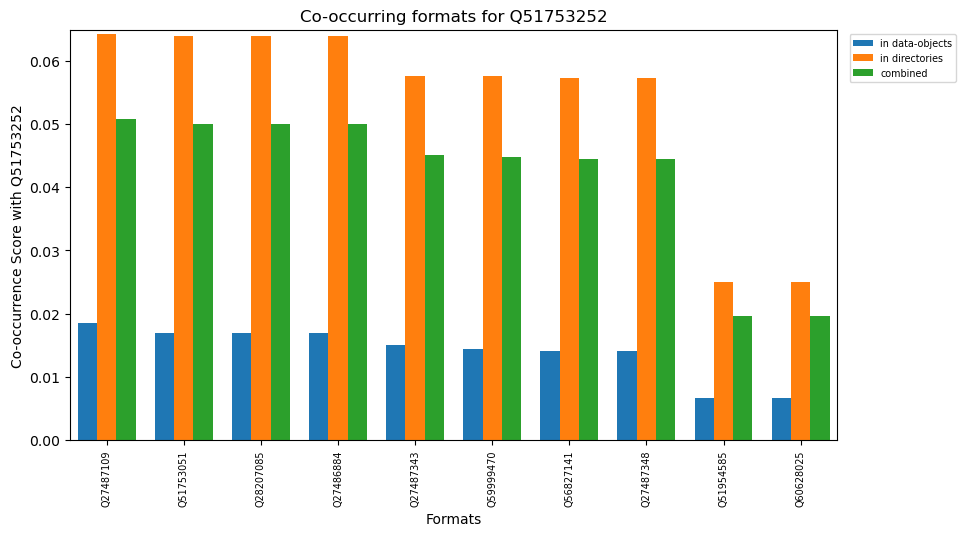 Co-occurring formats for Q51753252
in data-objects
in directories
combined
Co-occurrence Score with Q51753252
0.06
0.05
0.04
0.03
0.02
0.01
0.00
Q27487109
Q51753051
Q28207085
Q27486884
Q27487343
Q59999470
Q56827141
Q27487348
Q51954585
Q60628025
Formats